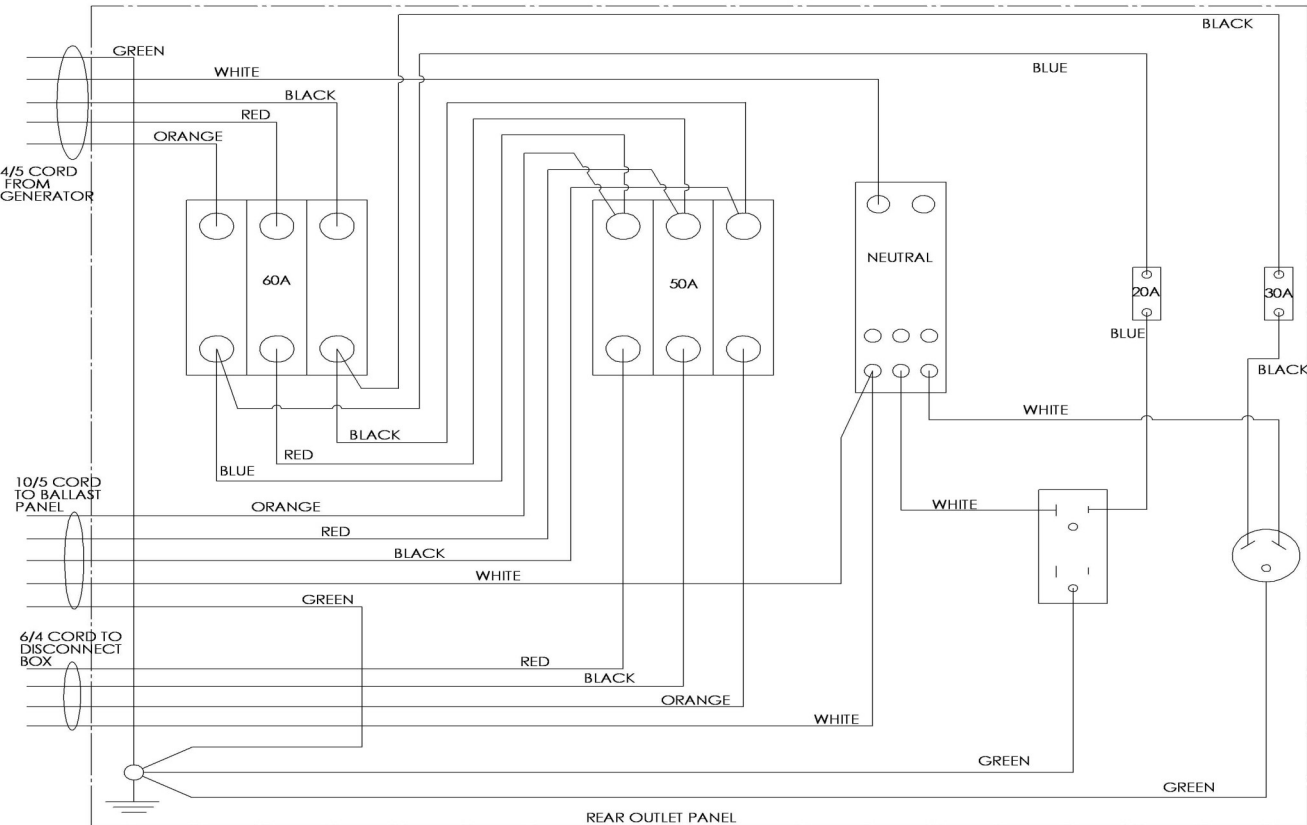 BLACK
GREEN
BLUE
WHITE
BLACK
RED
ORANGE
4/5 CORD
FROM
GENERATOR
NEUTRAL
60A
50A
20A
30A
BLUE
BLACK
WHITE
BLACK
RED
BLUE
10/5 CORD
TO BALLAST
PANEL
ORANGE
WHITE
RED
BLACK
WHITE
GREEN
6/4 CORD TO
DISCONNECT
BOX
RED
BLACK
ORANGE
WHITE
GREEN
GREEN
REAR OUTLET PANEL